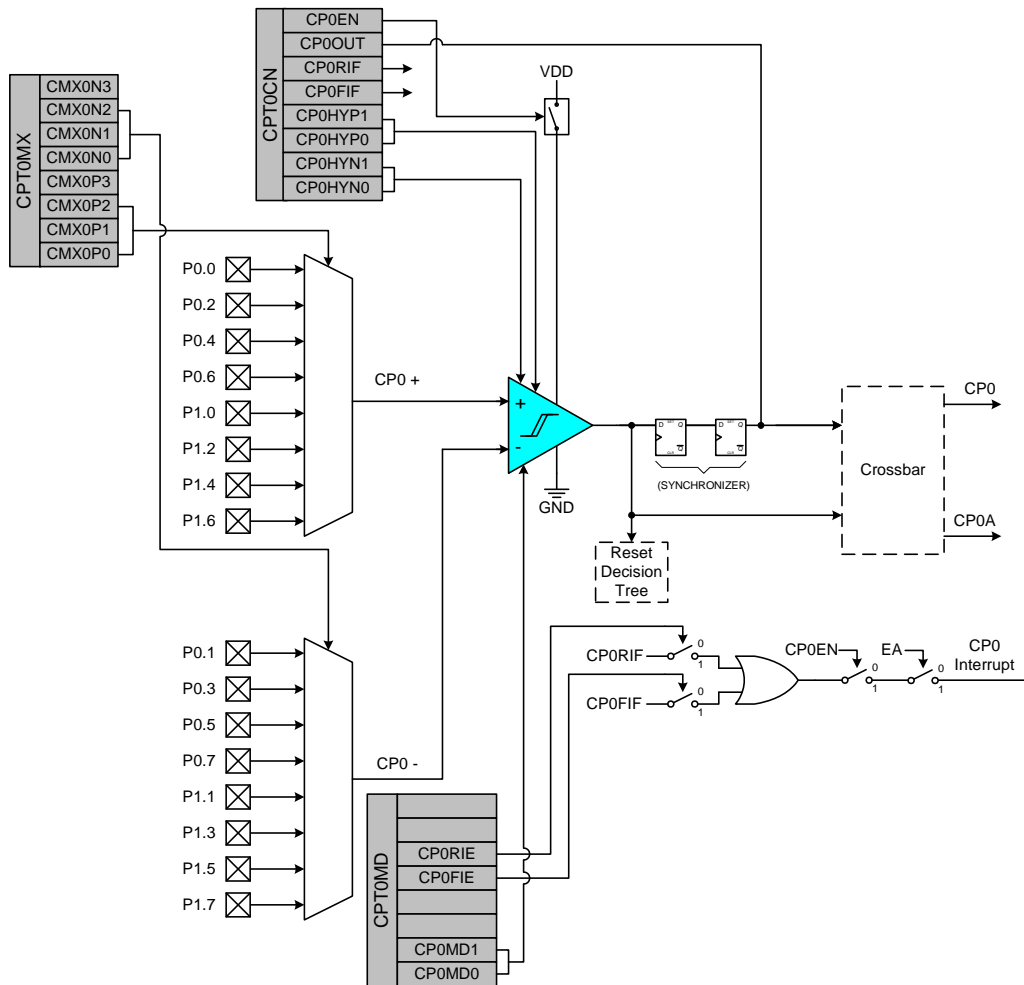 CPT0CN
CP0EN
CP0OUT
CP0RIF
CP0FIF
CP0HYP1
CP0HYP0
CP0HYN1
CP0HYN0
VDD
CPT0MX
CMX0N3
CMX0N2
CMX0N1
CMX0N0
CMX0P3
CMX0P2
CMX0P1
CMX0P0
P0.0
P0.2
P0.4
P0.6
P1.0
P1.2
P1.4
P1.6
CP0 +
+
-
GND
D SET Q
CLR Q
D SET Q
CLR Q
(SYNCHRONIZER)
Crossbar
CP0
CP0A
Reset
Decision
Tree
P0.1
P0.3
P0.5
P0.7
P1.1
P1.3
P1.5
P1.7
CP0 -
CP0RIF
0
1
CP0FIF
0
1
CP0EN
0
1
EA
0
1
CP0
Interrupt
CPT0MD
CP0RIE
CP0FIE
CP0MD1
CP0MD0